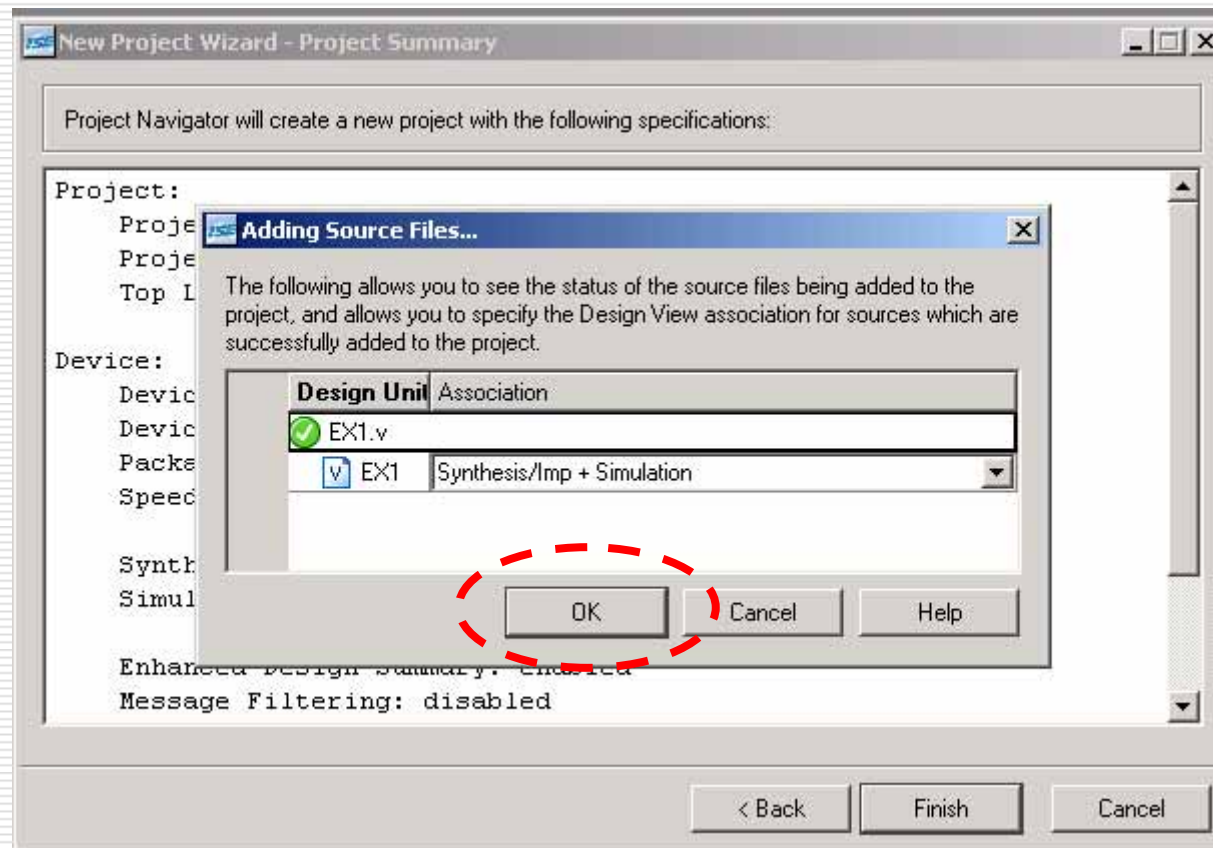 New Project Wizard - Project Summary
Project Navigator will create a new project with the following specifications:
Project:
Proje
Proje
Top L
Device:
Devic
Devic
Packa
Speed
Synth
Simul
Enhanced Design Summary: enabled
Message Filtering: disabled
Adding Source Files...
The following allows you to see the status of the source files being added to the
project, and allows you to specify the Design View association for sources which are
successfully added to the project.
Design Unit Association
EX1.v
V EX1 Synthesis/Imp + Simulation
OK Cancel Help
< Back Finish Cancel